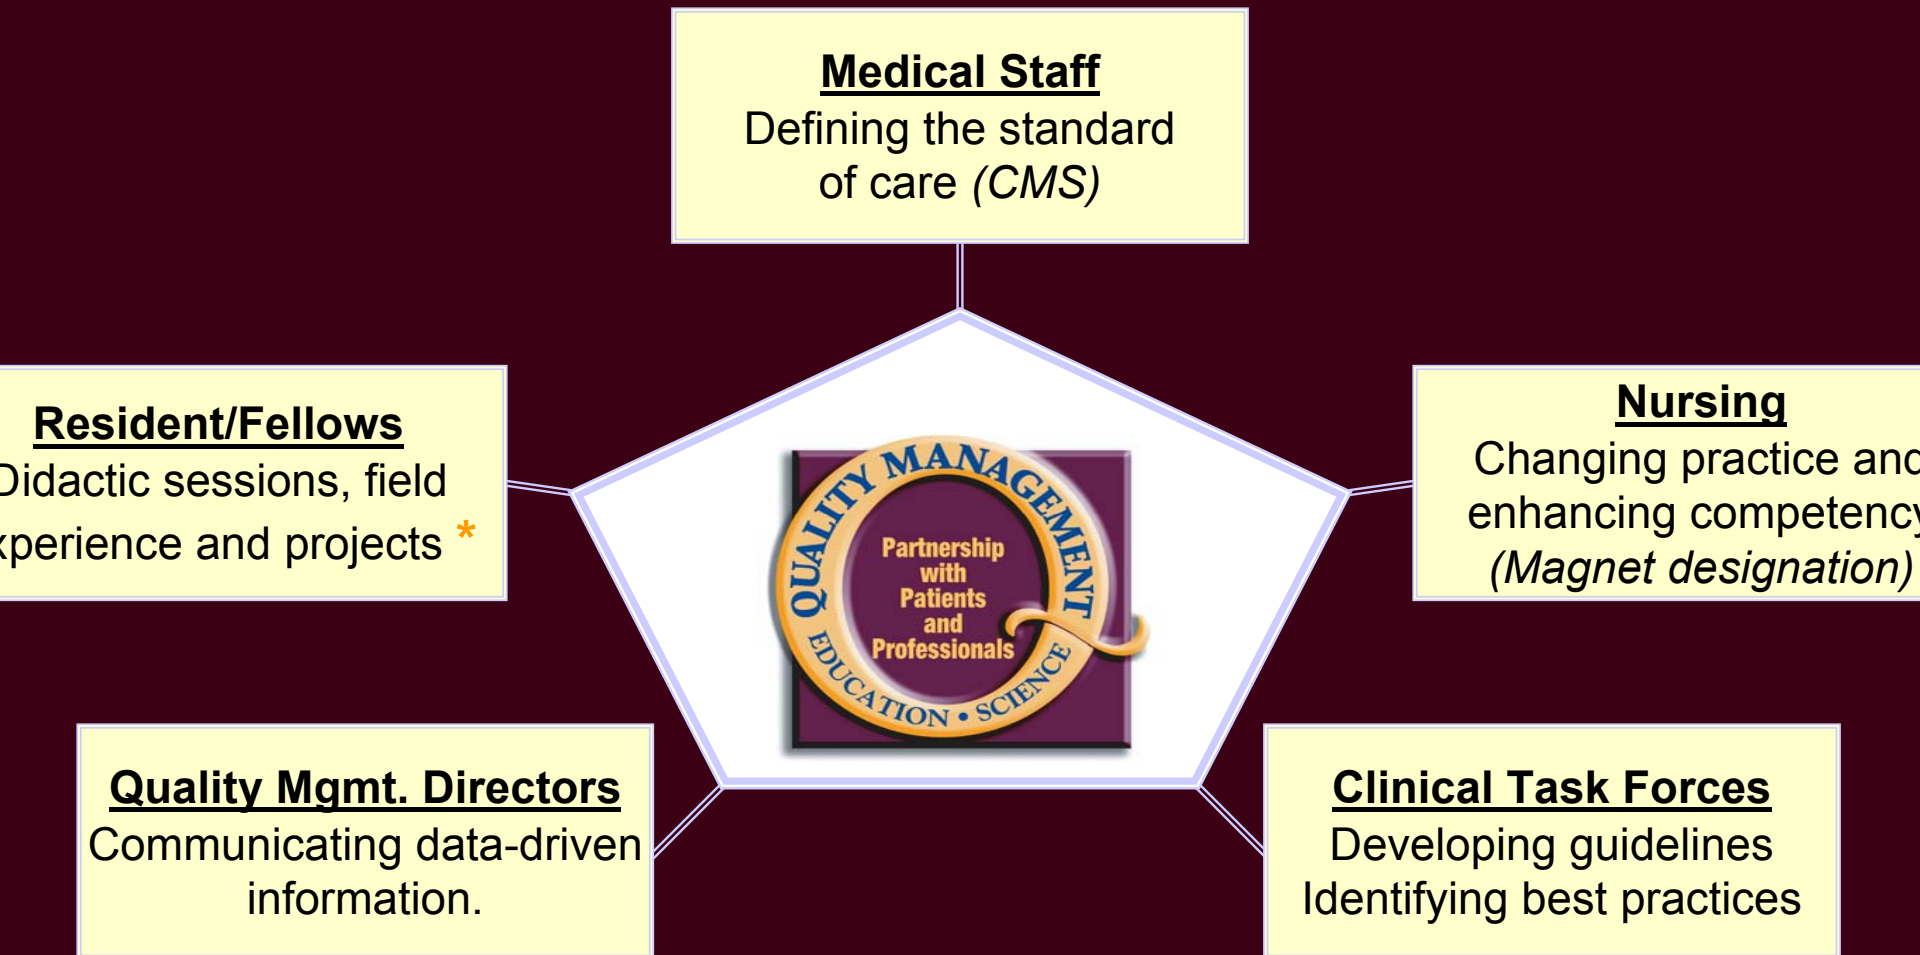 Medical Staff
Defining the standard
of care (CMS)
Resident/Fellows
Didactic sessions, field
xperience and projects *
Nursing
Changing practice and
enhancing competency
(Magnet designation)
QUALITY MANAGEMENT
Partnership
with
Patients
and
Professionals
EDUCATION • SCIENCE
Quality Mgmt. Directors
Communicating data-driven
information.
Clinical Task Forces
Developing guidelines
Identifying best practices